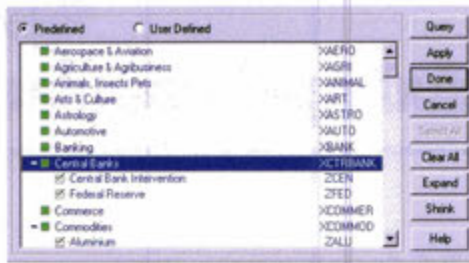 Predefined User Defined
Aerospace & Aviation XAERO
Agriculture & Agribusiness XAGRI
Animals, Insects Pets XANIMAL
Arts & Culture XART
Astrology XASTRO
Automotive XAUTO
Banking XBANK
Central Banks XCTRBANK
Central Bank Intervention ZCEN
Federal Reserve ZFED
Commerce XCOMMER
Commodities XCOMMOD
Aluminium ZALU
Query
Apply
Done
Cancel
Select All
Clear All
Expand
Shrink
Help